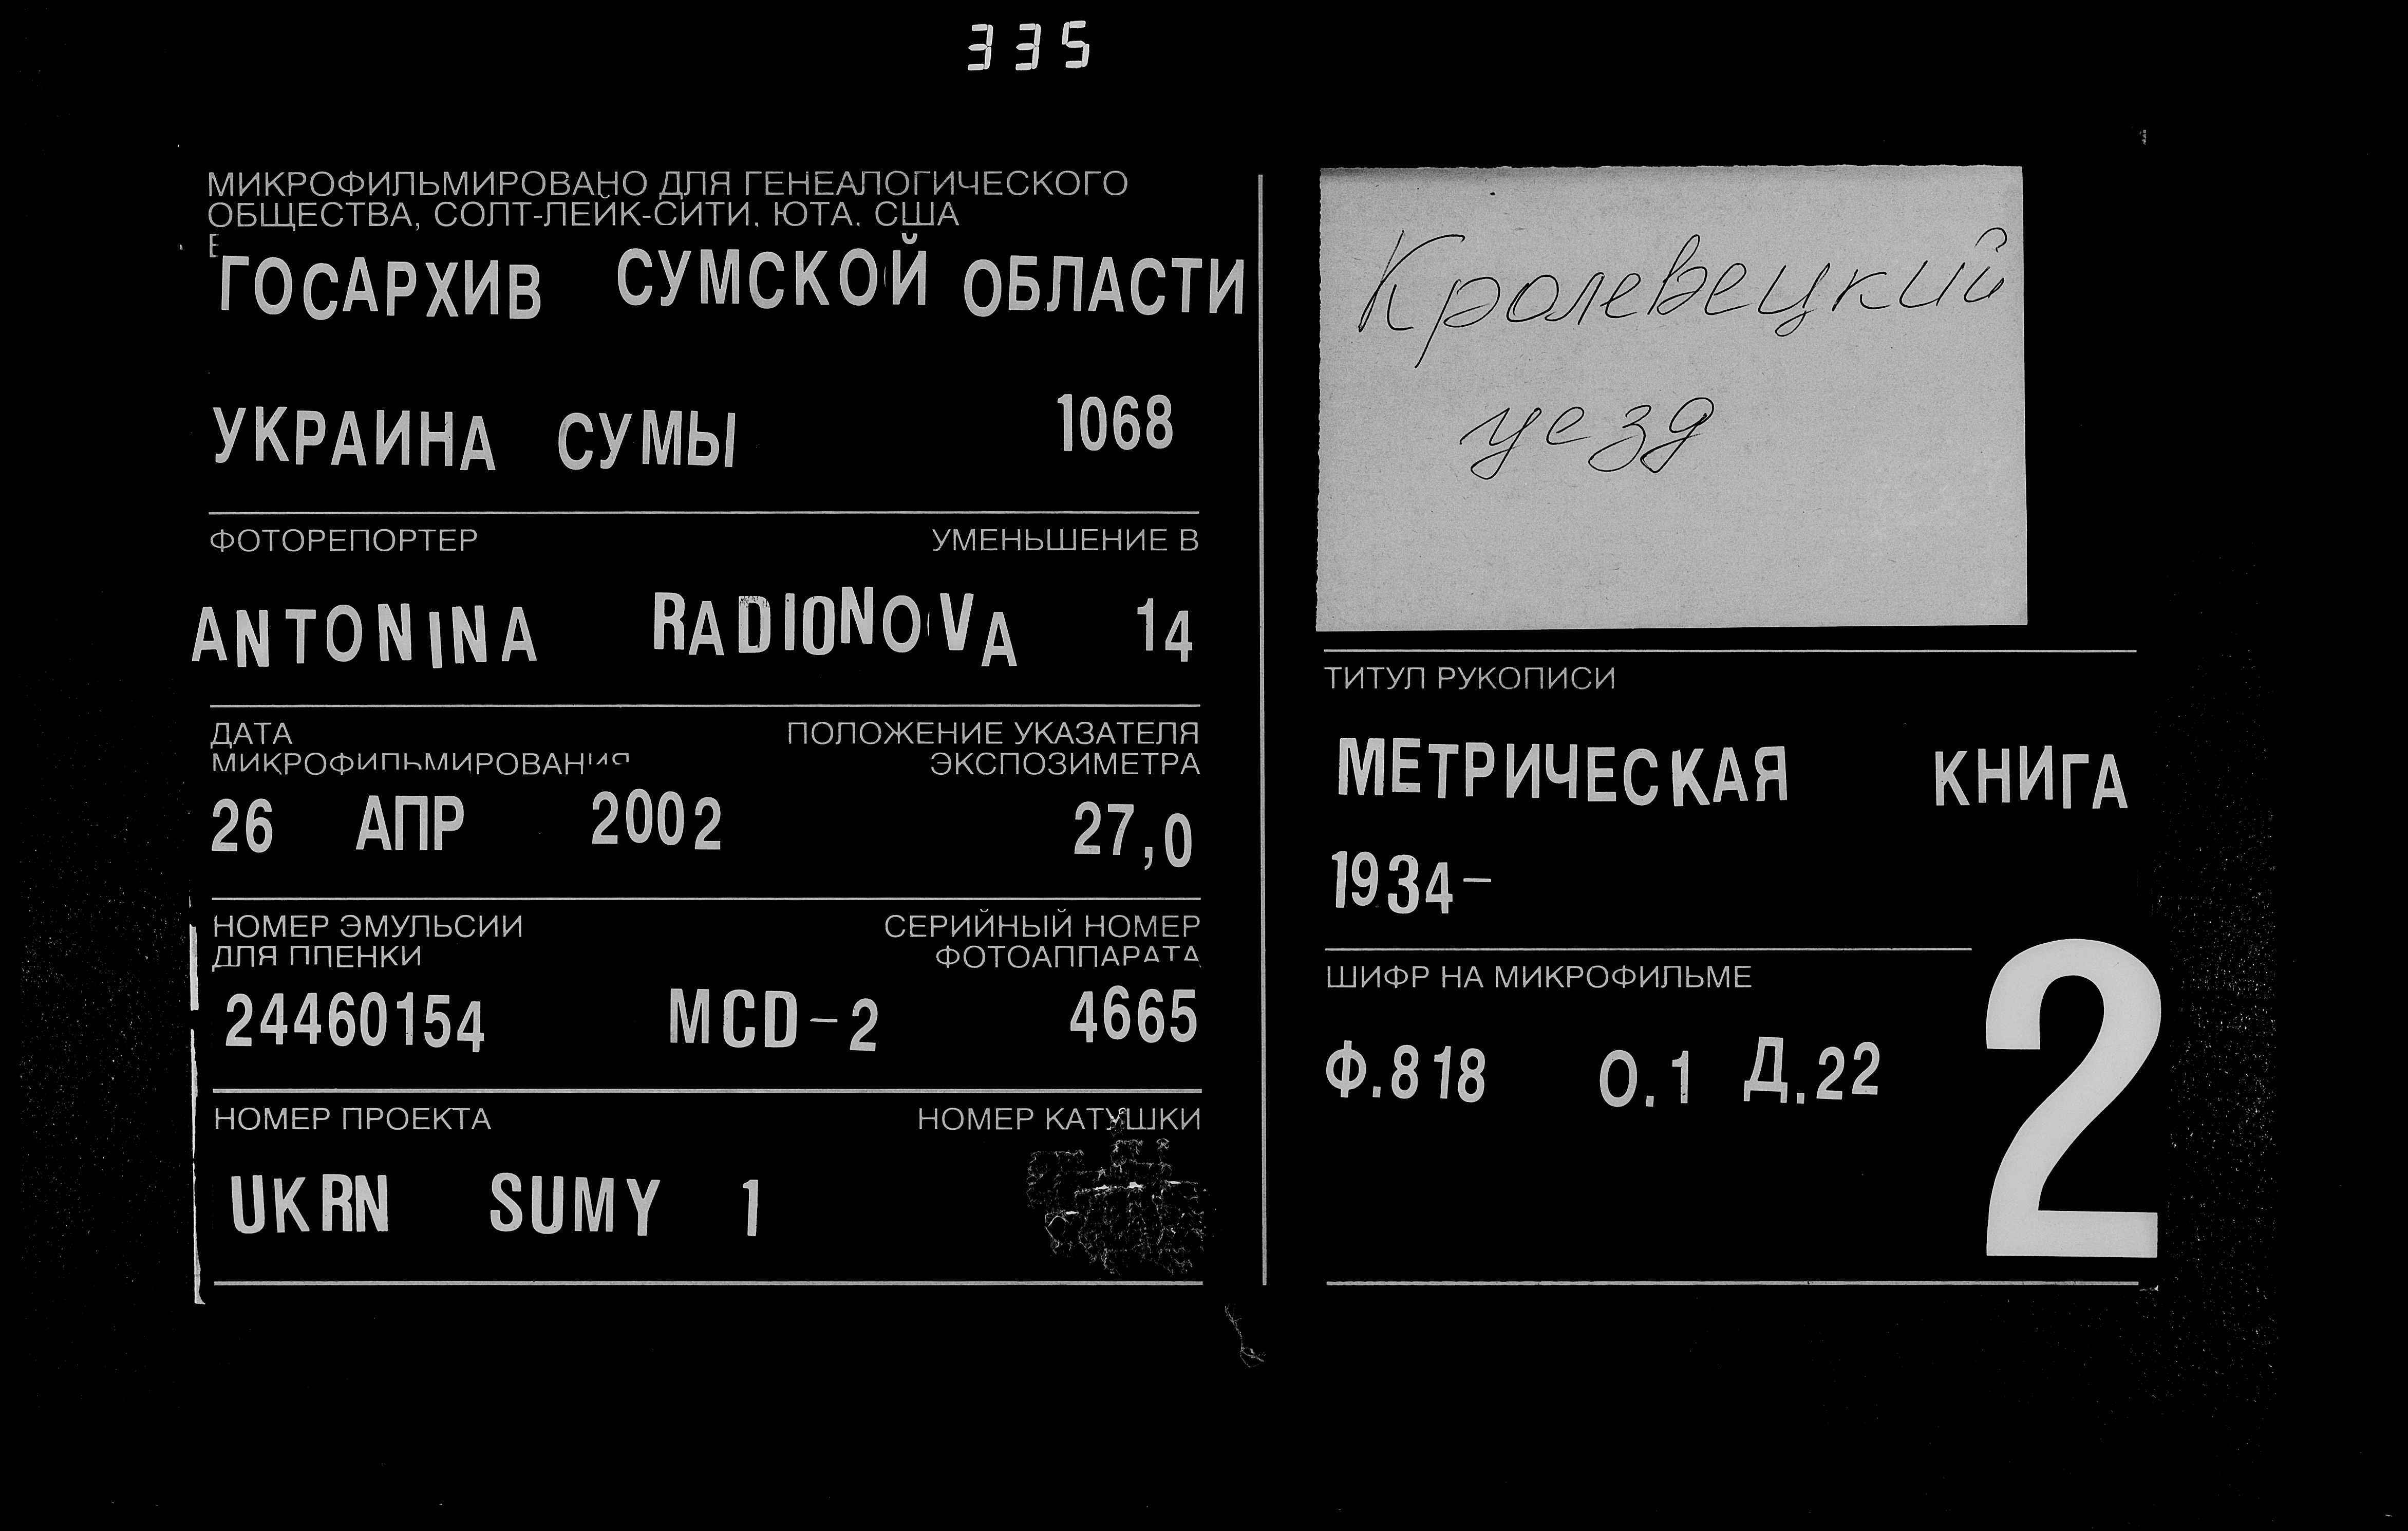 335
МИКРОФИЛЬМИРОВАНО ДЛЯ ГЕНЕАЛОГИЧЕСКОГО
ОБЩЕСТВА, СОЛТ-ЛЕЙК-СИТИ, ЮТА, США
В
ГОСАРХИВ СУМСКОЙ ОБЛАСТИ
УКРАИНА СУМЫ 1068
ФОТОРЕПОРТЕР УМЕНЬШЕНИЕ В
ANTONINA RADIONOVA 14
ДАТА ПОЛОЖЕНИЕ УКАЗАТЕЛЯ
МИКРОФИЛЬМИРОВАНИЯ ЭКСПОЗИМЕТРА
26 АПР 2002 27,0
НОМЕР ЭМУЛЬСИИ СЕРИЙНЫЙ НОМЕР
ДЛЯ ПЛЕНКИ ФОТОАППАРАТА
24460154 MCD-2 4665
НОМЕР ПРОЕКТА НОМЕР КАТУШКИ
UKRN SUMY 1
Кролевецкий
уезд
ТИТУЛ РУКОПИСИ
МЕТРИЧЕСКАЯ КНИГА
1934-
ШИФР НА МИКРОФИЛЬМЕ
Ф.818 О.1 Д.22
2